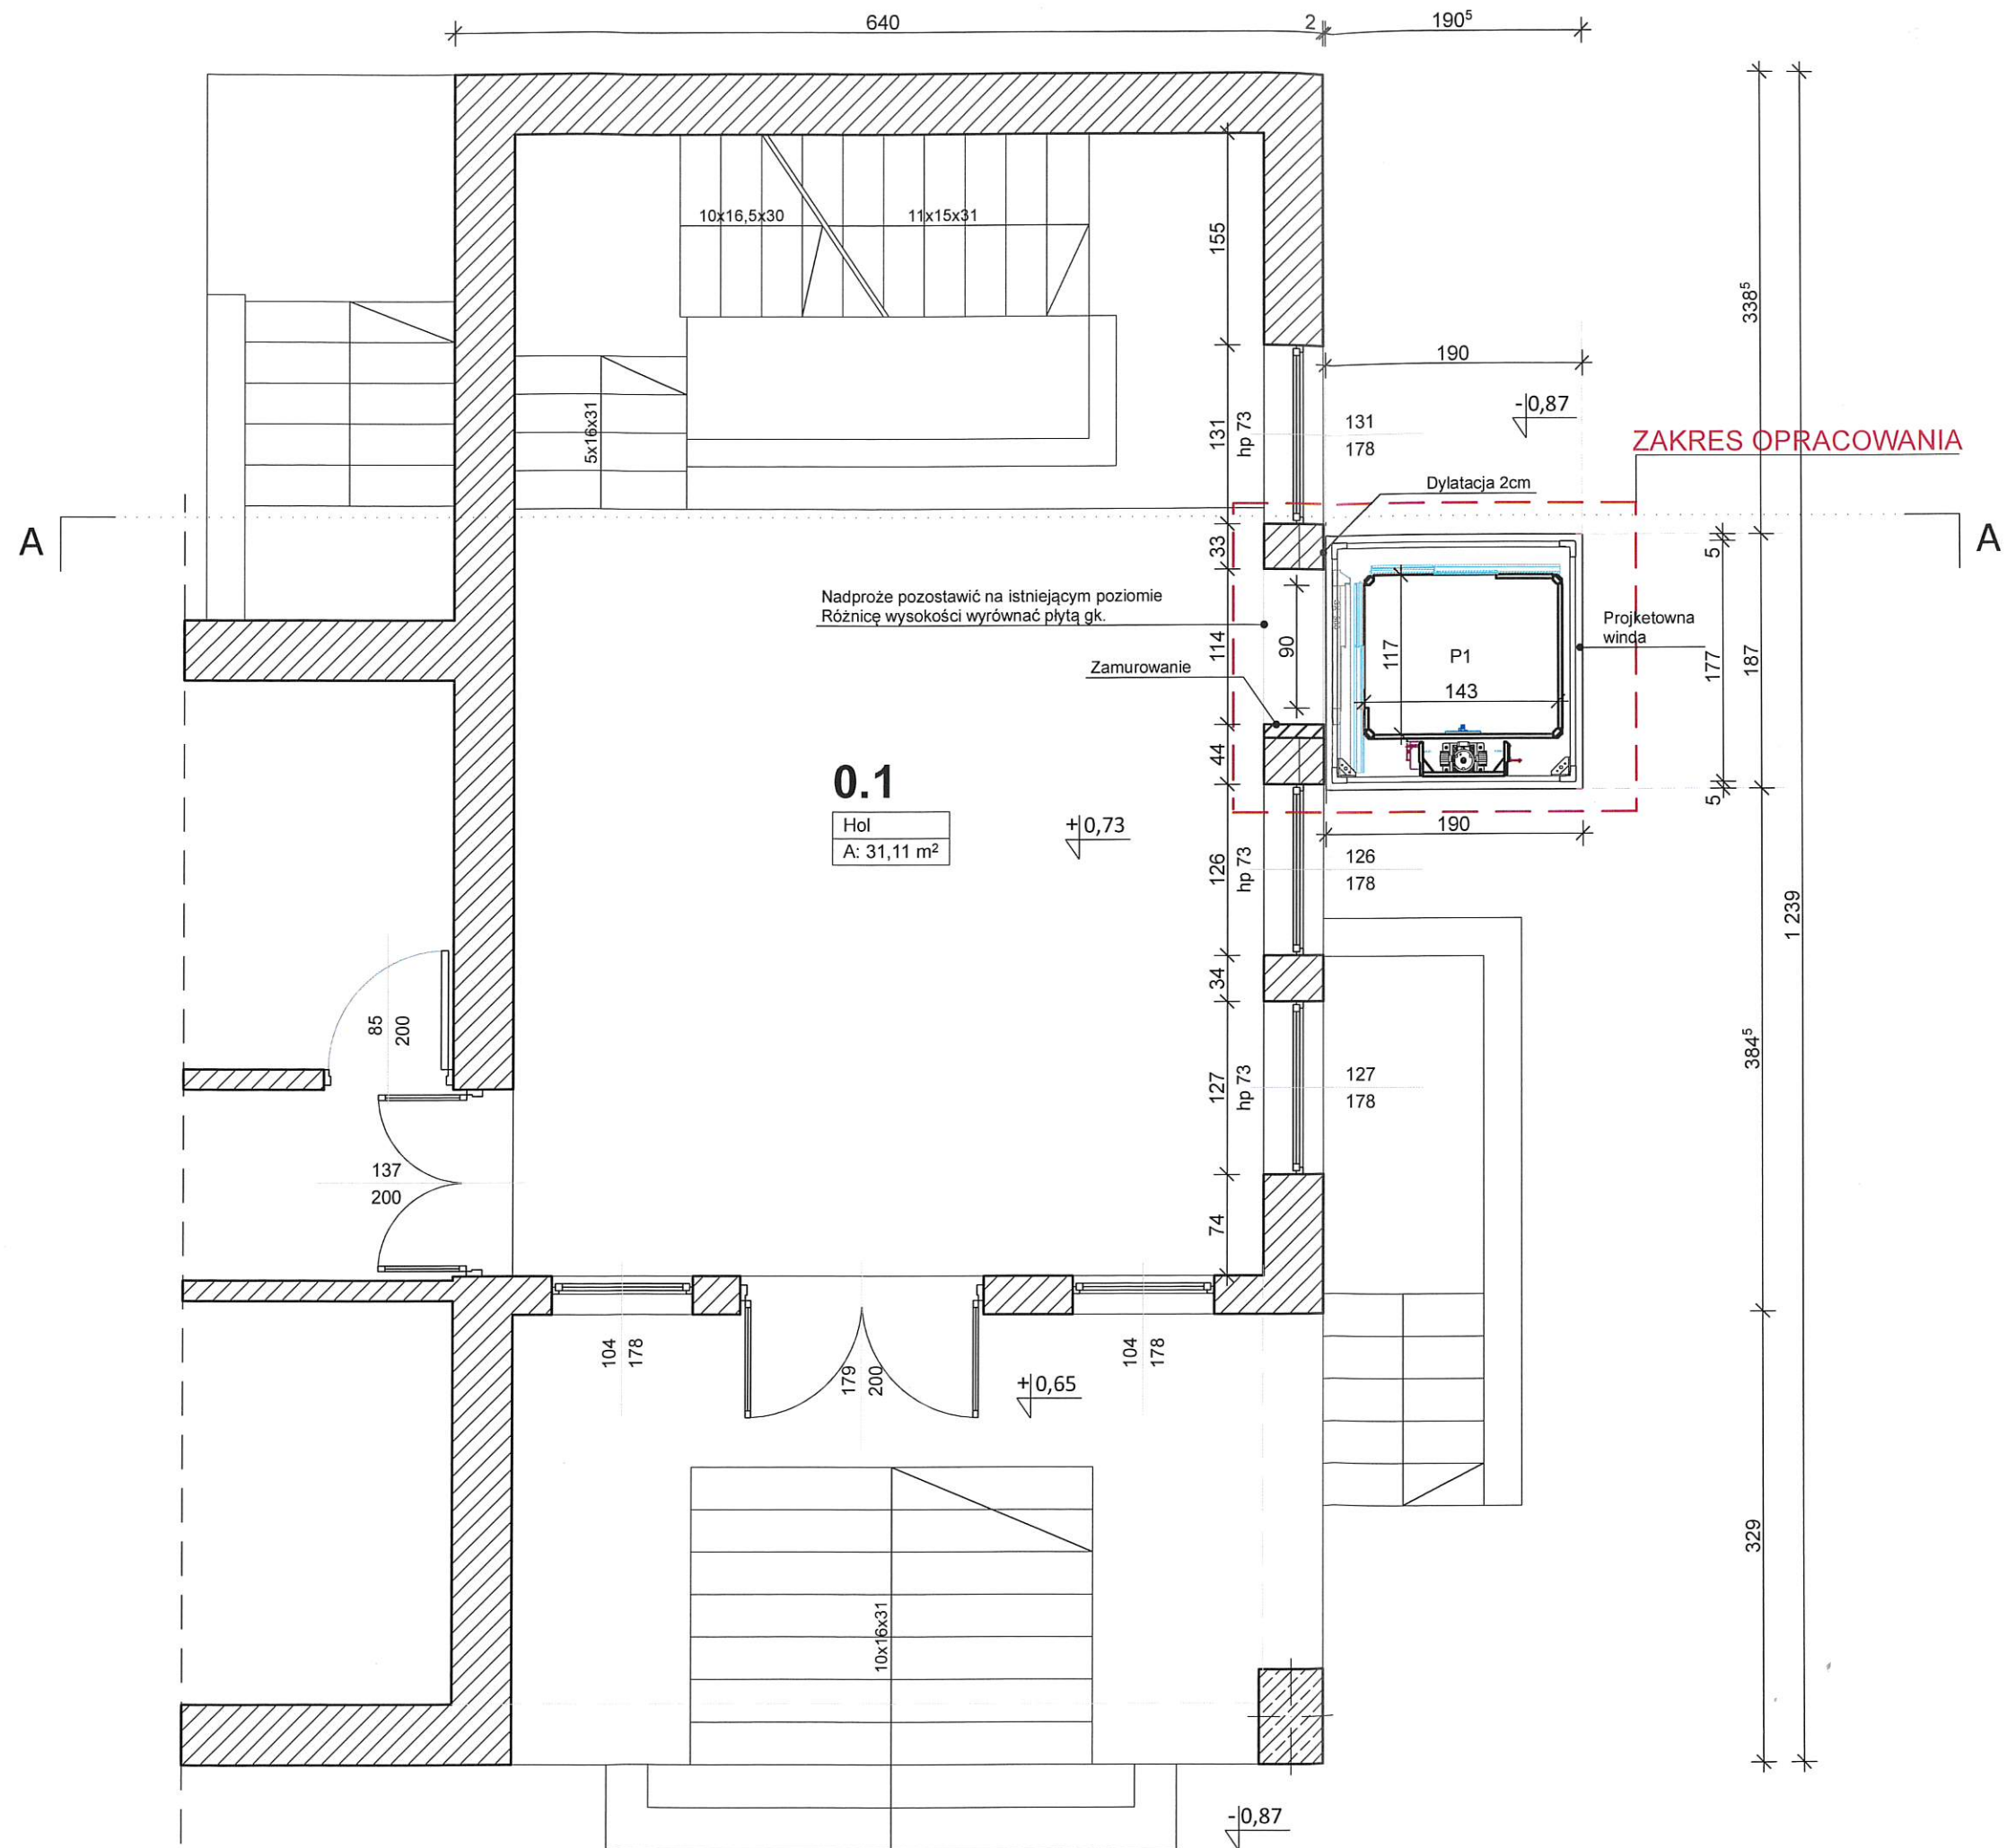 640
2
190⁵
10x16,5x30
11x15x31
155
338⁵
190
5x16x31
131
hp 73
131
178
-0,87
ZAKRES OPRACOWANIA
Dylatacja 2cm
A
A
33
5
Nadproże pozostawić na istniejącym poziomie
Różnicę wysokości wyrównać płytą gk.
114
90
117
P1
143
Projketowna
winda
177
187
Zamurowanie
44
5
0.1
Hol
A: 31,11 m²
+0,73
190
126
hp 73
126
178
1 239
34
85
200
384⁵
127
hp 73
127
178
137
200
74
104
178
179
200
104
178
+0,65
329
10x16x31
-0,87